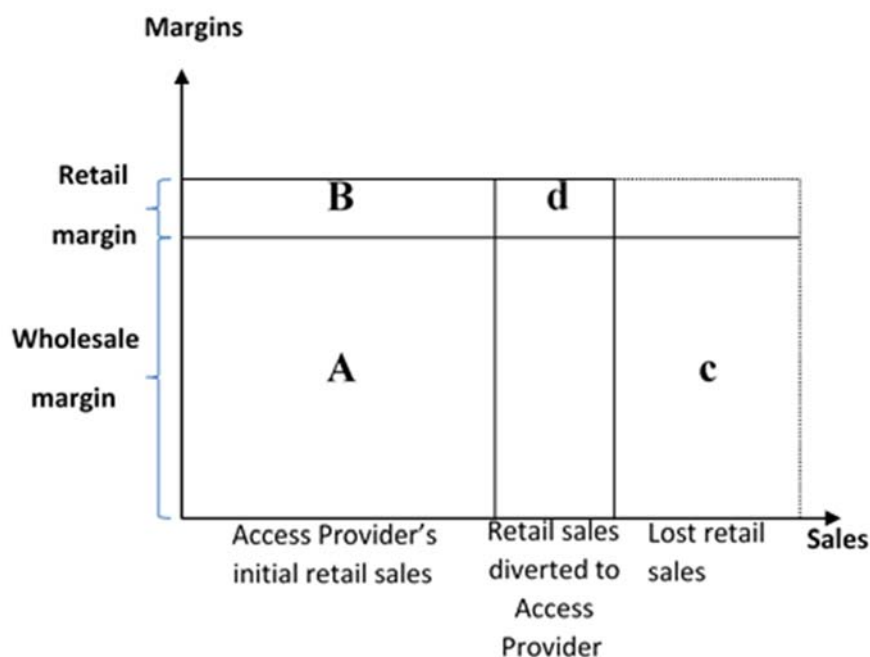 Margins
Retail
margin
B
d
Wholesale
margin
A
c
Access Provider's
initial retail sales
Retail sales
diverted to
Access
Provider
Lost retail
sales
Sales